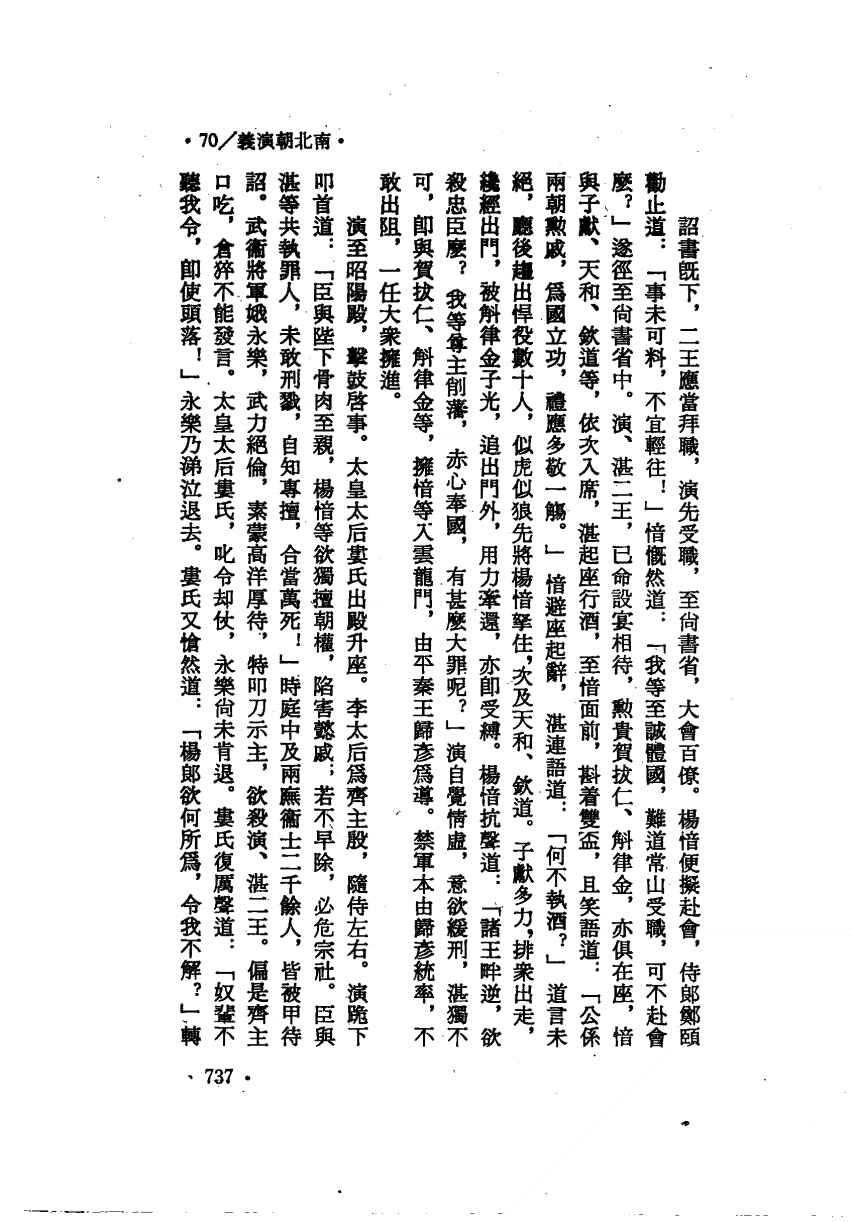 ·南北朝演義/70·
詔書既下，二王應當拜職，演先受職，至尙書省，大會百僚。楊愔便擬赴會，侍郎鄭頤
勸止道：「事未可料，不宜輕往！」愔慨然道：「我等至誠體國，難道常山受職，可不赴會
麼？」遂徑至尙書省中。演、湛二王，已命設宴相待，勲貴賀拔仁、斛律金，亦俱在座，愔
與子獻、天和、欽道等，依次入席，湛起座行酒，至愔面前，斟着雙盃，且笑語道：「公係
兩朝勲戚，爲國立功，禮應多敬一觴。」愔避座起辭，湛連語道：「何不執酒？」道言未
絕，廳後趨出悍役數十人，似虎似狼先將楊愔拏住，次及天和、欽道。子獻多力，排衆出走，
纔經出門，被斛律金子光，追出門外，用力牽還，亦卽受縛。楊愔抗聲道：「諸王畔逆，欲
殺忠臣麼？我等尊主削藩，赤心奉國，有甚麼大罪呢？」演自覺情虛，意欲緩刑，湛獨不
可，卽與賀拔仁、斛律金等，擁愔等入雲龍門，由平秦王歸彥爲導。禁軍本由歸彥統率，不
敢出阻，一任大衆擁進。
演至昭陽殿，擊鼓啓事。太皇太后婁氏出殿升座。李太后爲齊主殷，隨侍左右。演跪下
叩首道：「臣與陛下骨肉至親，楊愔等欲獨擅朝權，陷害懿戚；若不早除，必危宗社。臣與
湛等共執罪人，未敢刑戮，自知專擅，合當萬死！」時庭中及兩廡衞士二千餘人，皆被甲待
詔。武衞將軍娥永樂，武力絕倫，素蒙高洋厚待，特叩刀示主，欲殺演、湛二王。偏是齊主
口吃，倉猝不能發言。太皇太后婁氏，叱令却仗，永樂尙未肯退。婁氏復厲聲道：「奴輩不
聽我令，卽使頭落！」永樂乃涕泣退去。婁氏又愴然道：「楊郎欲何所爲，令我不解？」轉
737·